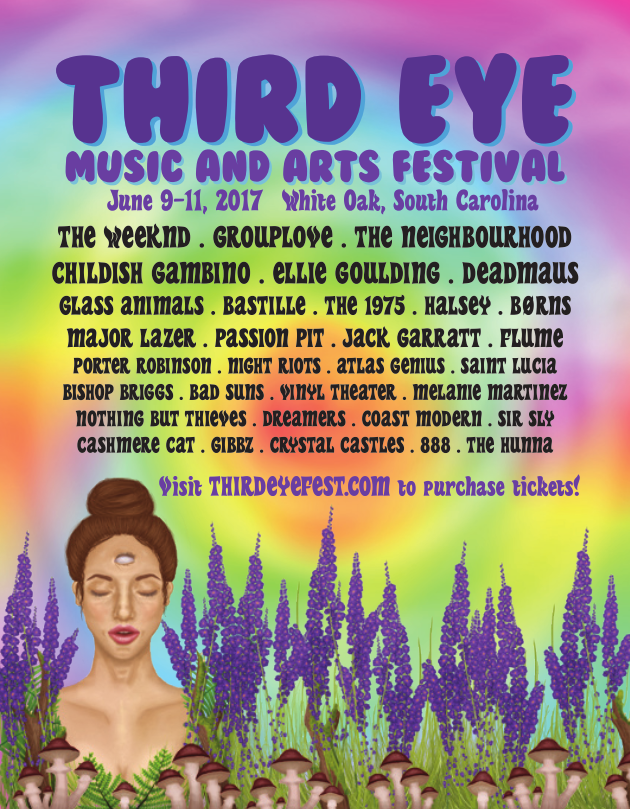 THIRD EYE
MUSIC AND ARTS FESTIVAL
June 9-11, 2017 White Oak, South Carolina
THE WEEKND . GROUPLOVE . THE NEIGHBOURHOOD
CHILDISH GAMBINO . ELLIE GOULDING . DEADMAUS
GLASS ANIMALS . BASTILLE . THE 1975 . HALSEY . BØRNS
MAJOR LAZER . PASSION PIT . JACK GARRATT . FLUME
PORTER ROBINSON . NIGHT RIOTS . ATLAS GENIUS . SAINT LUCIA
BISHOP BRIGGS . BAD SUNS . VINYL THEATER . MELANIE MARTINEZ
NOTHING BUT THIEVES . DREAMERS . COAST MODERN . SIR SLY
CASHMERE CAT . GIBBZ . CRYSTAL CASTLES . 888 . THE HUNNA
Visit THIRDEYEFEST.COM to purchase tickets!